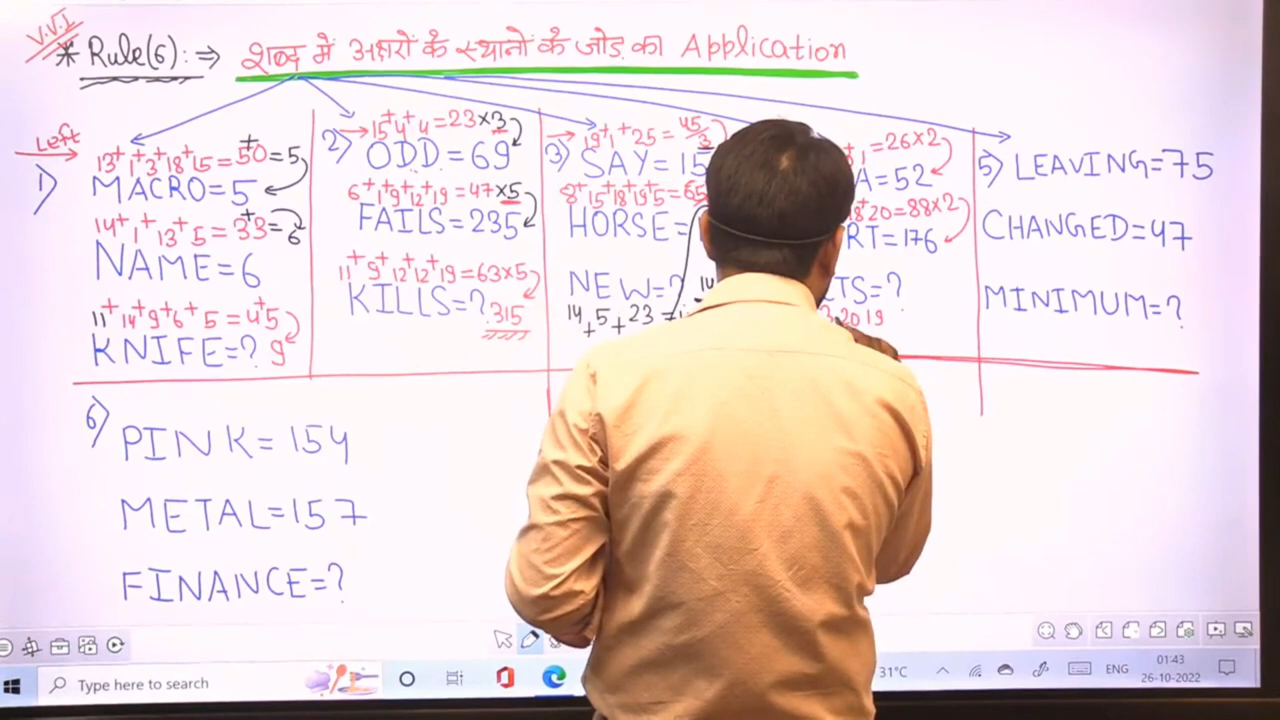 V.V.I
* Rule(6): ⇒ शब्द में अक्षरों के स्थानों के जोड़ का Application
Left
1)
13+1+3+18+15=50=5
MACRO=5
14+1+13+5=33=6
NAME=6
11+14+9+6+5=45
KNIFE=? 9
2)
15+4+4=23×3
ODD=69
6+1+9+12+19=47×5
FAILS=235
11+9+12+12+19=63×5
KILLS=? 315
3)
19+1+25=45/3
SAY=15
8+15+18+19+5=65
HORSE=
NEW=?
14+5+23
1=26×2
A=52
18+20=88×2
RT=176
TS=?
20 19
5) LEAVING=75
CHANGED=47
MINIMUM=?
6)
PINK=154
METAL=157
FINANCE=?
Type here to search
31°C
ENG
01:43
26-10-2022